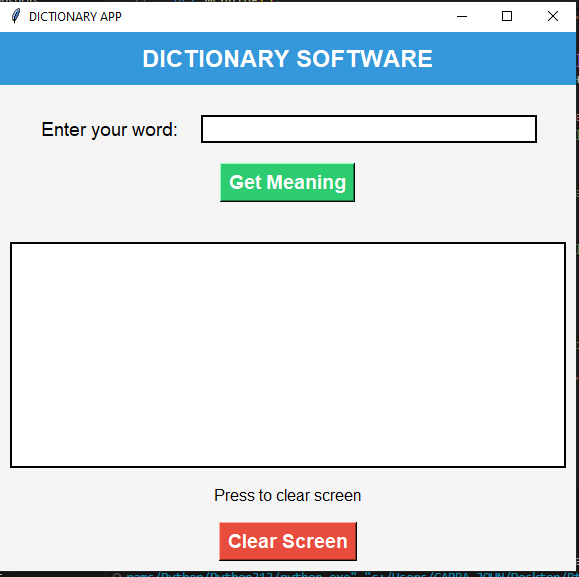 DICTIONARY APP
DICTIONARY SOFTWARE
Enter your word:
Get Meaning
Press to clear screen
Clear Screen